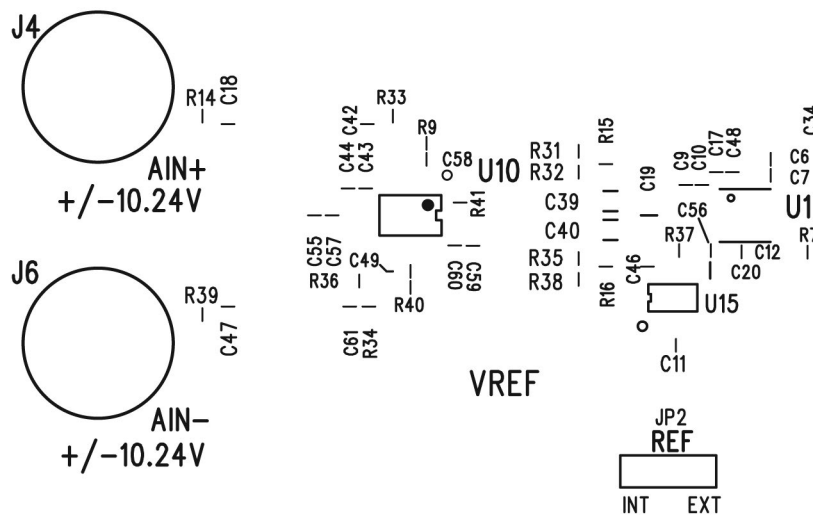 J4
R14
C18
AIN+
+/-10.24V
J6
R39
C47
AIN-
+/-10.24V
C42
R33
R9
C44
C43
C58
U10
R41
C55
C57
C49
R36
R40
C60
C59
C61
R34
R31
R32
R15
C39
C40
C19
R35
R38
R16
C46
C9
C10
C17
C48
C34
C6
C7
C56
R37
C12
C20
U15
C11
VREF
JP2
REF
INT EXT